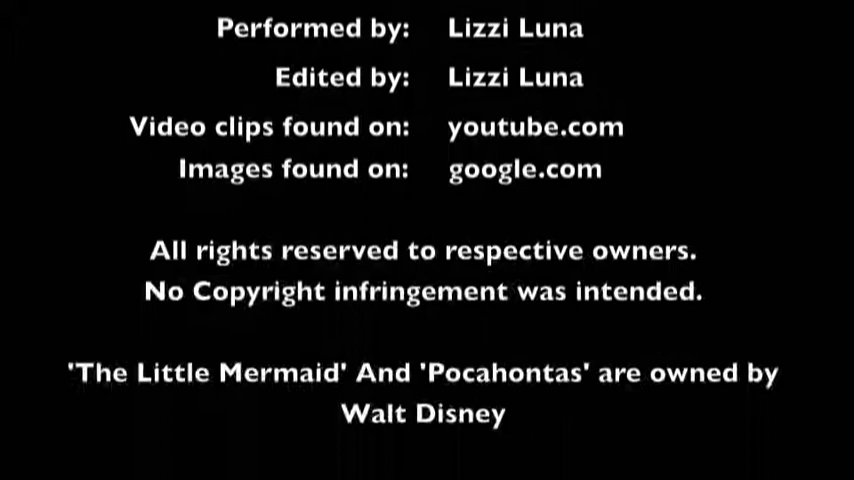 Performed by: Lizzi Luna
Edited by: Lizzi Luna
Video clips found on: youtube.com
Images found on: google.com
All rights reserved to respective owners.
No Copyright infringement was intended.
'The Little Mermaid' And 'Pocahontas' are owned by
Walt Disney